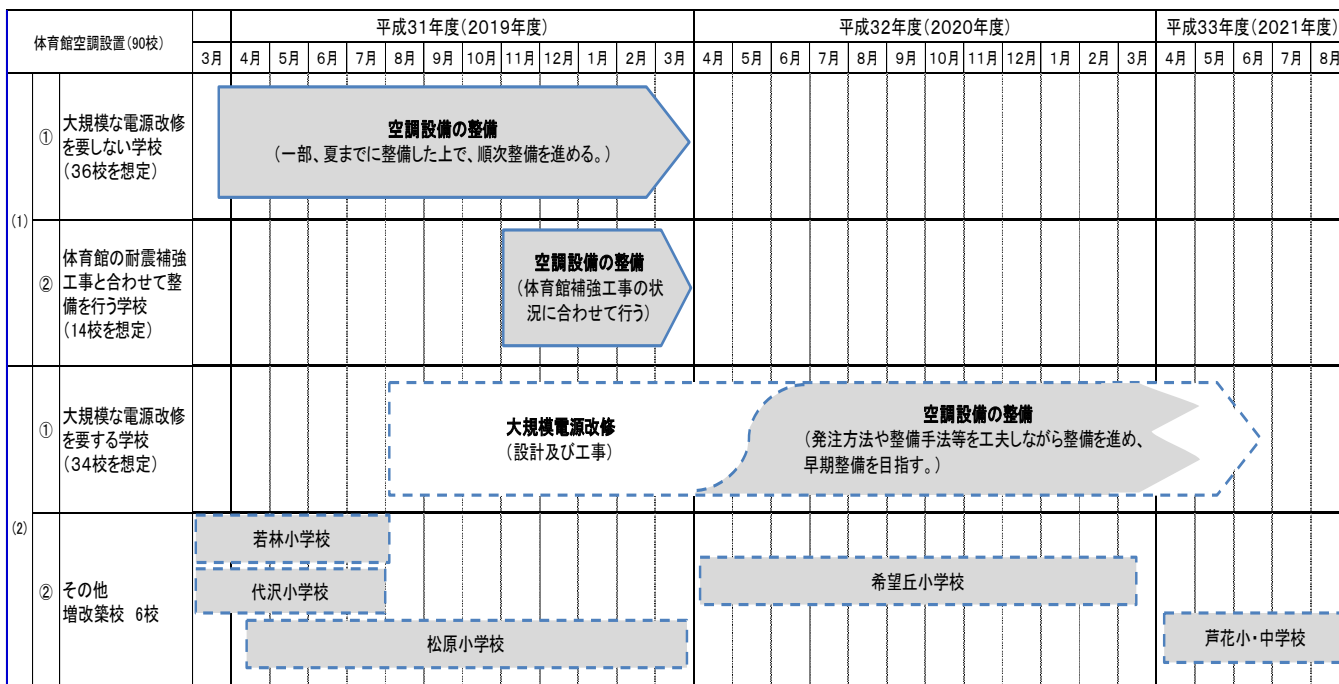 体育館空調設置(90校)
平成31年度(2019年度)
平成32年度(2020年度)
平成33年度(2021年度)
3月 4月 5月 6月 7月 8月 9月 10月 11月 12月 1月 2月 3月 4月 5月 6月 7月 8月 9月 10月 11月 12月 1月 2月 3月 4月 5月 6月 7月 8月
(1)
①
大規模な電源改修
を要しない学校
(36校を想定)
空調設備の整備
(一部、夏までに整備した上で、順次整備を進める。)
②
体育館の耐震補強
工事と合わせて整
備を行う学校
(14校を想定)
空調設備の整備
(体育館補強工事の状
況に合わせて行う)
(2)
①
大規模な電源改修
を要する学校
(34校を想定)
大規模電源改修
(設計及び工事)
空調設備の整備
(発注方法や整備手法等を工夫しながら整備を進め、
早期整備を目指す。)
②
その他
増改築校 6校
若林小学校
代沢小学校
松原小学校
希望丘小学校
芦花小・中学校